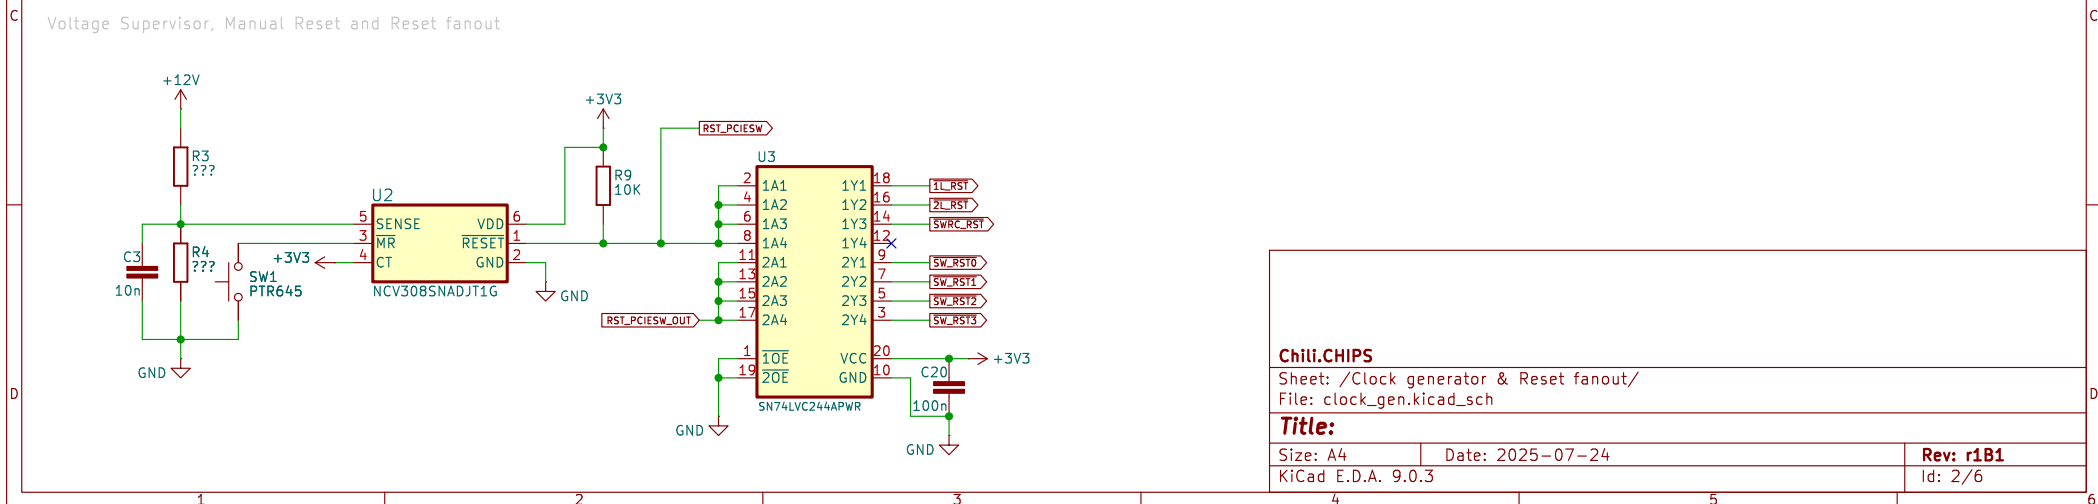 C
C
Voltage Supervisor, Manual Reset and Reset fanout
+12V
+3V3
RST_PCIESW
R3
???
U3
R9
10K
U2
2 1A1 1Y1 18 1L_RST
4 1A2 1Y2 16 2L_RST
5 SENSE VDD 6
6 1A3 1Y3 14 SWRC_RST
3 MR RESET 1
8 1A4 1Y4 12
4 CT GND 2
+3V3
11 2A1 2Y1 9 SW_RST0
C3
10n
R4
???
SW1
PTR645
NCV308SNADJT1G
GND
13 2A2 2Y2 7 SW_RST1
15 2A3 2Y3 5 SW_RST2
RST_PCIESW_OUT
17 2A4 2Y4 3 SW_RST3
1 1OE VCC 20
+3V3
19 2OE GND 10
C20
100n
GND
SN74LVC244APWR
GND
GND
Chili.CHIPS
Sheet: /Clock generator & Reset fanout/
File: clock_gen.kicad_sch
D
D
Title:
Size: A4 Date: 2025-07-24 Rev: r1B1
KiCad E.D.A. 9.0.3 Id: 2/6
1 2 3 4 5 6